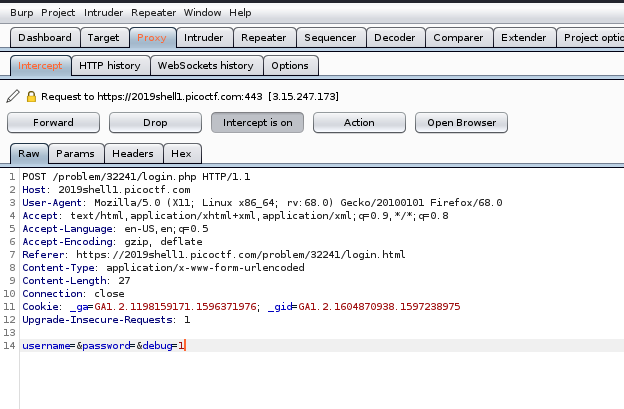 Burp Project Intruder Repeater Window Help
Dashboard Target Proxy Intruder Repeater Sequencer Decoder Comparer Extender Project optio
Intercept HTTP history WebSockets history Options
Request to https://2019shell1.picoctf.com:443 [3.15.247.173]
Forward Drop Intercept is on Action Open Browser
Raw Params Headers Hex
1 POST /problem/32241/login.php HTTP/1.1
2 Host: 2019shell1.picoctf.com
3 User-Agent: Mozilla/5.0 (X11; Linux x86_64; rv:68.0) Gecko/20100101 Firefox/68.0
4 Accept: text/html,application/xhtml+xml,application/xml;q=0.9,*/*;q=0.8
5 Accept-Language: en-US,en;q=0.5
6 Accept-Encoding: gzip, deflate
7 Referer: https://2019shell1.picoctf.com/problem/32241/login.html
8 Content-Type: application/x-www-form-urlencoded
9 Content-Length: 27
10 Connection: close
11 Cookie: _ga=GA1.2.1198159171.1596371976; _gid=GA1.2.1604870938.1597238975
12 Upgrade-Insecure-Requests: 1
13
14 username=&password=&debug=1